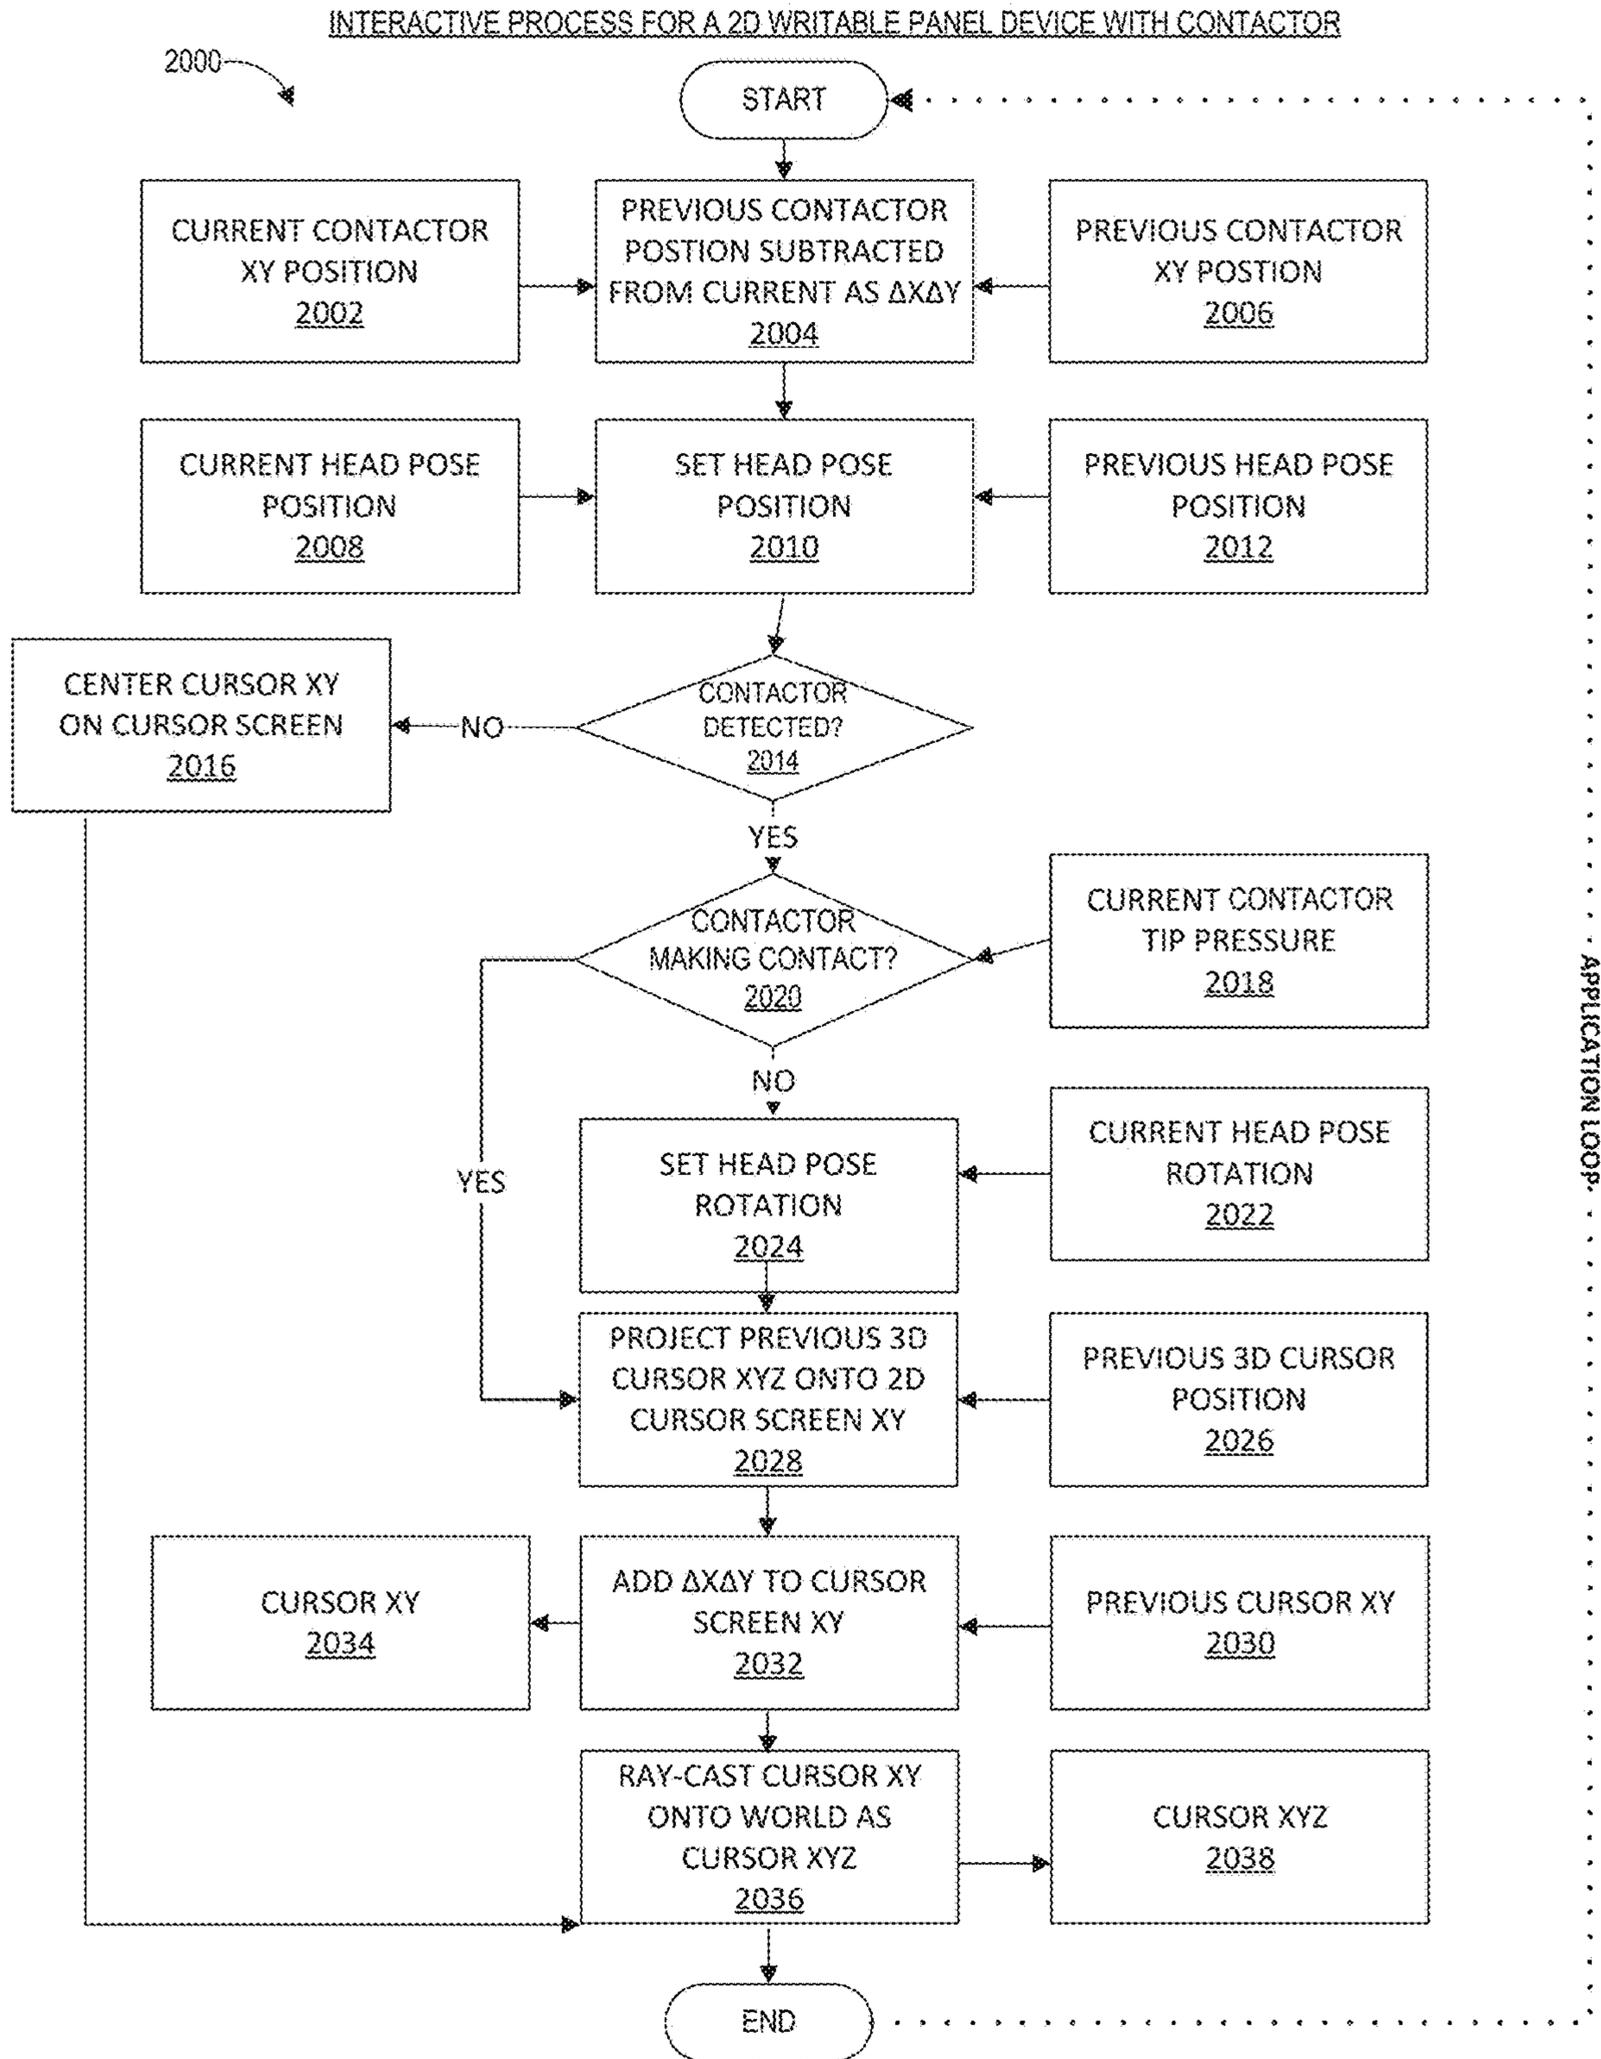 INTERACTIVE PROCESS FOR A 2D WRITABLE PANEL DEVICE WITH CONTACTOR
2000
START
CURRENT CONTACTOR
XY POSITION
2002
PREVIOUS CONTACTOR
POSTION SUBTRACTED
FROM CURRENT AS ΔXΔY
2004
PREVIOUS CONTACTOR
XY POSTION
2006
CURRENT HEAD POSE
POSITION
2008
SET HEAD POSE
POSITION
2010
PREVIOUS HEAD POSE
POSITION
2012
CENTER CURSOR XY
ON CURSOR SCREEN
2016
NO
CONTACTOR
DETECTED?
2014
YES
CONTACTOR
MAKING CONTACT?
2020
CURRENT CONTACTOR
TIP PRESSURE
2018
APPLICATION LOOP
NO
YES
SET HEAD POSE
ROTATION
2024
CURRENT HEAD POSE
ROTATION
2022
PROJECT PREVIOUS 3D
CURSOR XYZ ONTO 2D
CURSOR SCREEN XY
2028
PREVIOUS 3D CURSOR
POSITION
2026
CURSOR XY
2034
ADD ΔXΔY TO CURSOR
SCREEN XY
2032
PREVIOUS CURSOR XY
2030
RAY-CAST CURSOR XY
ONTO WORLD AS
CURSOR XYZ
2036
CURSOR XYZ
2038
END